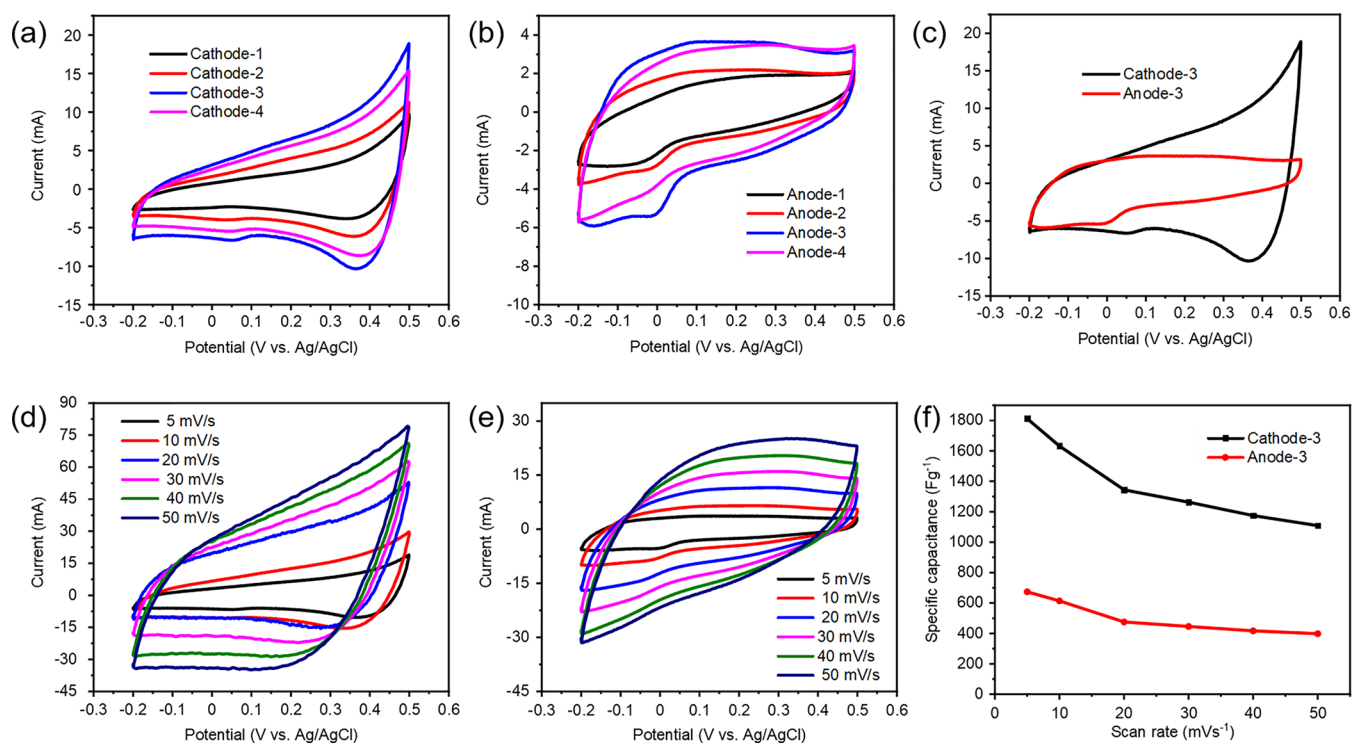 (a)
Cathode-1
Cathode-2
Cathode-3
Cathode-4
20
15
10
5
0
-5
-10
-15
Current (mA)
-0.3 -0.2 -0.1 0 0.1 0.2 0.3 0.4 0.5 0.6
Potential (V vs. Ag/AgCl)
(b)
4
2
0
-2
-4
-6
-8
-10
Current (mA)
Anode-1
Anode-2
Anode-3
Anode-4
-0.3 -0.2 -0.1 0 0.1 0.2 0.3 0.4 0.5 0.6
Potential (V vs. Ag/AgCl)
(c)
Cathode-3
Anode-3
20
15
10
5
0
-5
-10
-15
Current (mA)
-0.3 -0.2 -0.1 0 0.1 0.2 0.3 0.4 0.5 0.6
Potential (V vs. Ag/AgCl)
(d)
5 mV/s
10 mV/s
20 mV/s
30 mV/s
40 mV/s
50 mV/s
90
75
60
45
30
15
0
-15
-30
-45
Current (mA)
-0.3 -0.2 -0.1 0 0.1 0.2 0.3 0.4 0.5 0.6
Potential (V vs. Ag/AgCl)
(e)
30
15
0
-15
-30
-45
Current (mA)
5 mV/s
10 mV/s
20 mV/s
30 mV/s
40 mV/s
50 mV/s
-0.3 -0.2 -0.1 0 0.1 0.2 0.3 0.4 0.5 0.6
Potential (V vs. Ag/AgCl)
(f)
Cathode-3
Anode-3
1800
1600
1400
1200
1000
800
600
400
200
0
Specific capacitance (Fg⁻¹)
0 10 20 30 40 50
Scan rate (mVs⁻¹)